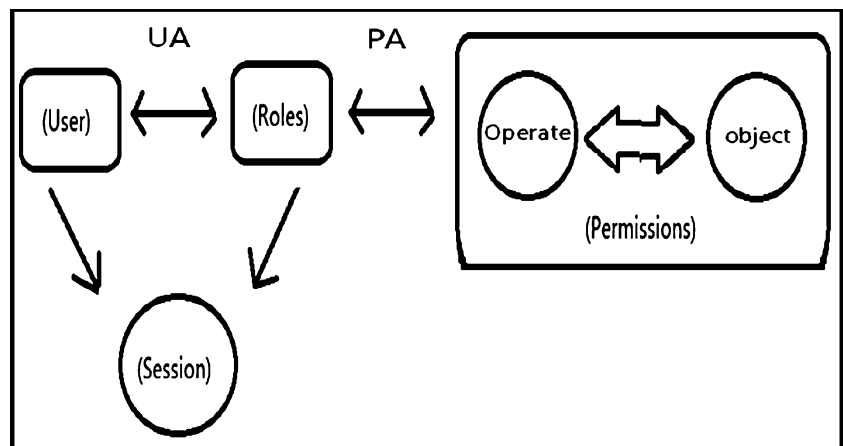 UA
PA
(User)
(Roles)
Operate
object
(Permissions)
(Session)